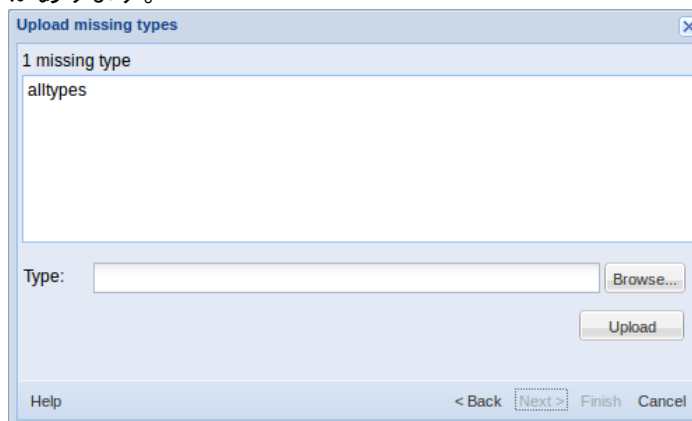 Upload missing types
1 missing type
alltypes
Type:
Browse...
Upload
Help
< Back Next > Finish Cancel